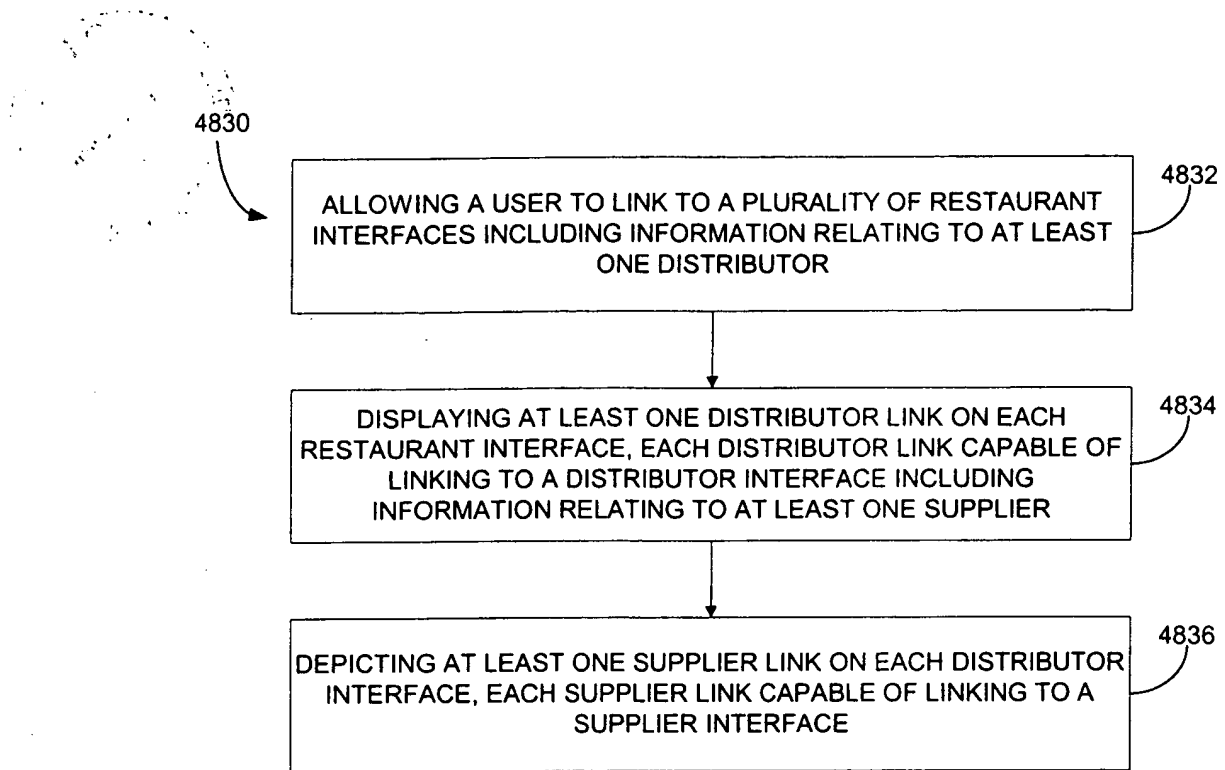 4830
4832
ALLOWING A USER TO LINK TO A PLURALITY OF RESTAURANT
INTERFACES INCLUDING INFORMATION RELATING TO AT LEAST
ONE DISTRIBUTOR
4834
DISPLAYING AT LEAST ONE DISTRIBUTOR LINK ON EACH
RESTAURANT INTERFACE, EACH DISTRIBUTOR LINK CAPABLE OF
LINKING TO A DISTRIBUTOR INTERFACE INCLUDING
INFORMATION RELATING TO AT LEAST ONE SUPPLIER
4836
DEPICTING AT LEAST ONE SUPPLIER LINK ON EACH DISTRIBUTOR
INTERFACE, EACH SUPPLIER LINK CAPABLE OF LINKING TO A
SUPPLIER INTERFACE